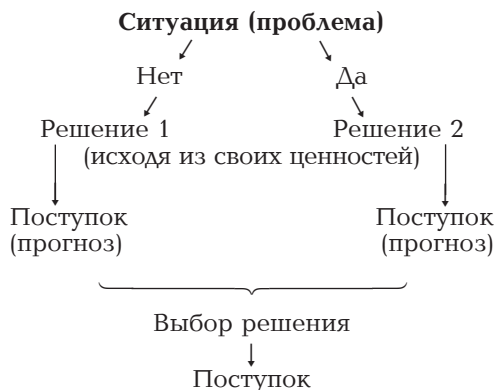 Ситуация (проблема)
Нет Да
Решение 1 Решение 2
(исходя из своих ценностей)
Поступок Поступок
(прогноз) (прогноз)
Выбор решения
Поступок